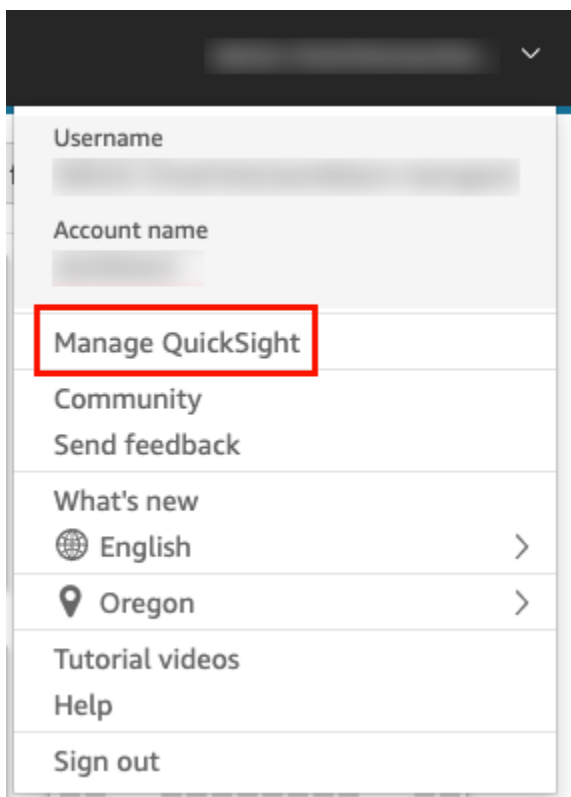 Username
Account name
Manage QuickSight
Community
Send feedback
What's new
English
Oregon
Tutorial videos
Help
Sign out